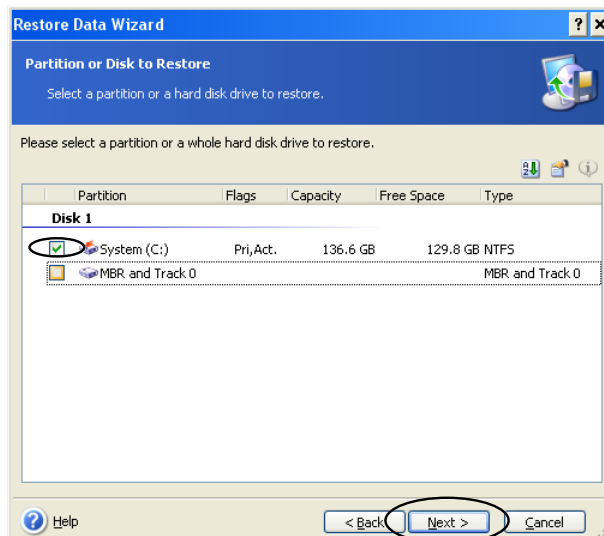 Restore Data Wizard
Partition or Disk to Restore
Select a partition or a hard disk drive to restore.
Please select a partition or a whole hard disk drive to restore.
Partition Flags Capacity Free Space Type
Disk 1
System (C:) Pri,Act. 136.6 GB 129.8 GB NTFS
MBR and Track 0 MBR and Track 0
Help < Back Next > Cancel